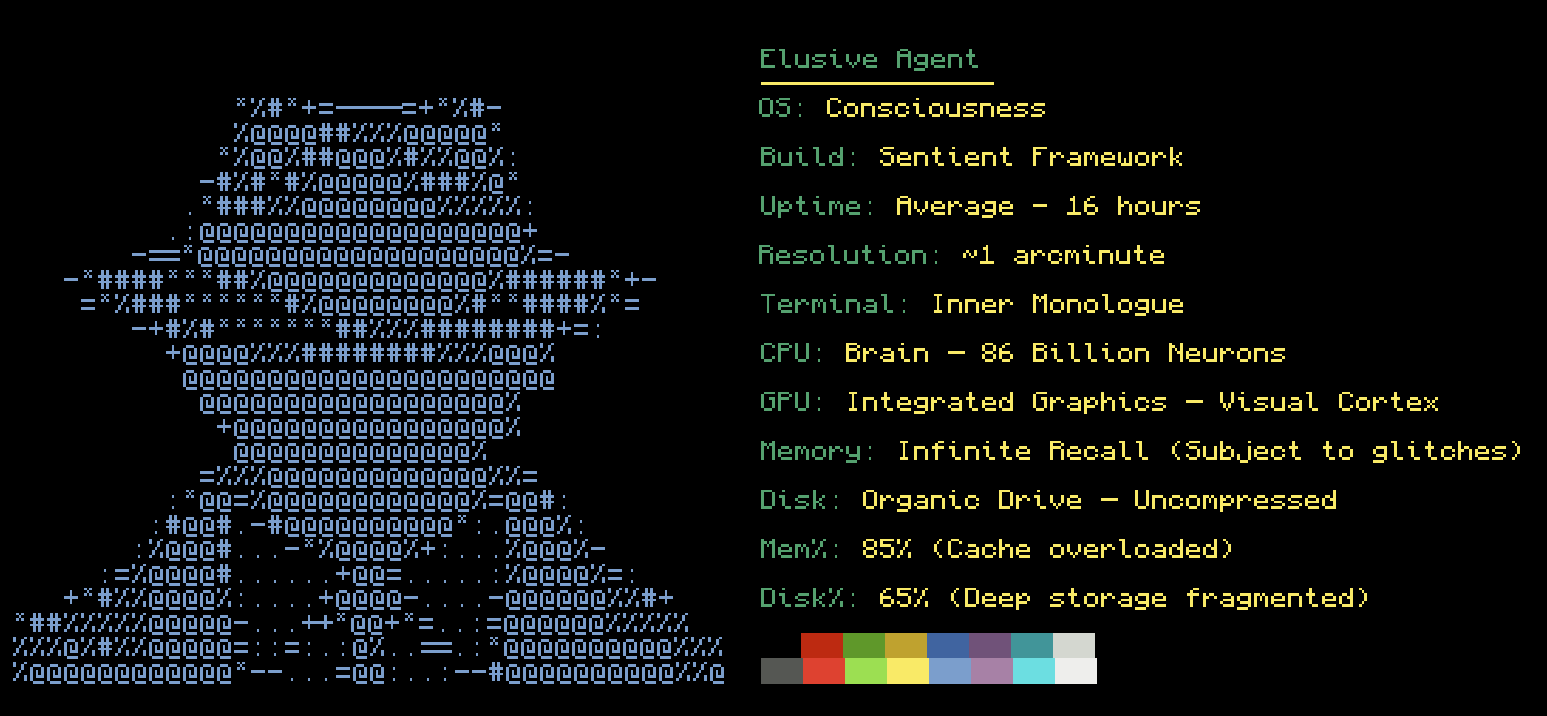 Elusive Agent
OS: Consciousness
Build: Sentient Framework
Uptime: Average - 16 hours
Resolution: ~1 arcminute
Terminal: Inner Monologue
CPU: Brain - 86 Billion Neurons
GPU: Integrated Graphics - Visual Cortex
Memory: Infinite Recall (Subject to glitches)
Disk: Organic Drive - Uncompressed
Mem%: 85% (Cache overloaded)
Disk%: 65% (Deep storage fragmented)